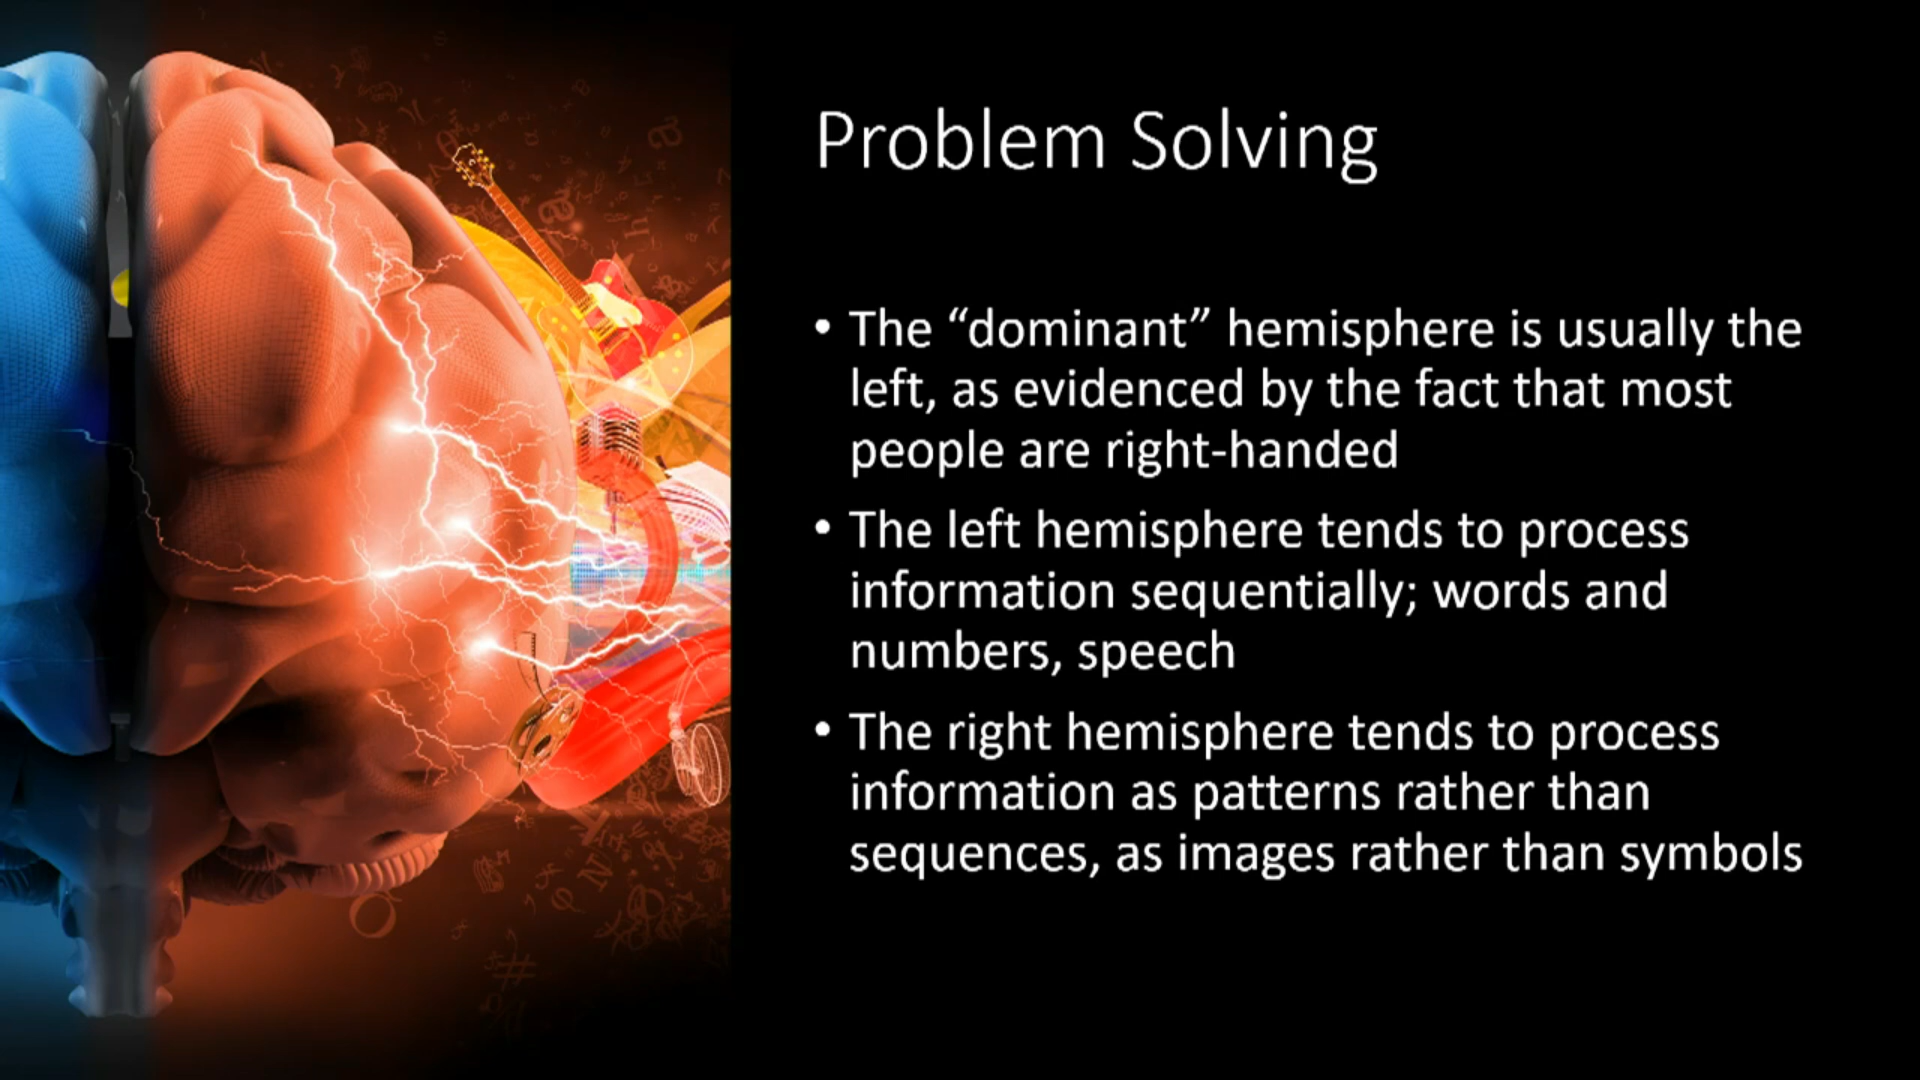 Problem Solving
• The “dominant” hemisphere is usually the
left, as evidenced by the fact that most
people are right-handed
• The left hemisphere tends to process
information sequentially; words and
numbers, speech
• The right hemisphere tends to process
information as patterns rather than
sequences, as images rather than symbols